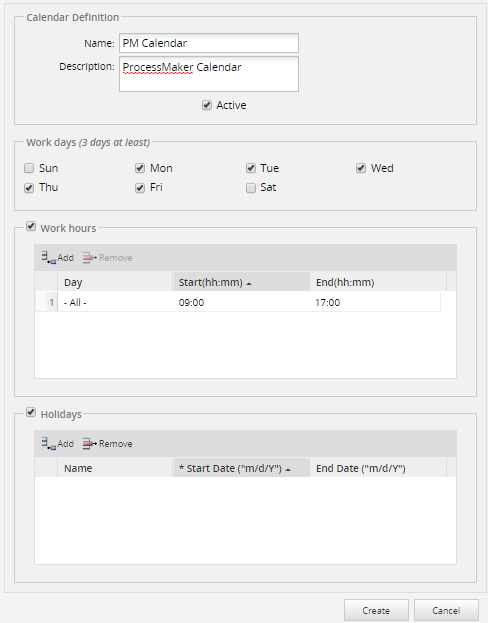 Calendar Definition
Name: PM Calendar
Description: ProcessMaker Calendar
Active
Work days (3 days at least)
Sun Mon Tue Wed
Thu Fri Sat
Work hours
Add Remove
Day Start(hh:mm) End(hh:mm)
1 - All - 09:00 17:00
Holidays
Add Remove
Name * Start Date ("m/d/Y") End Date ("m/d/Y")
Create Cancel